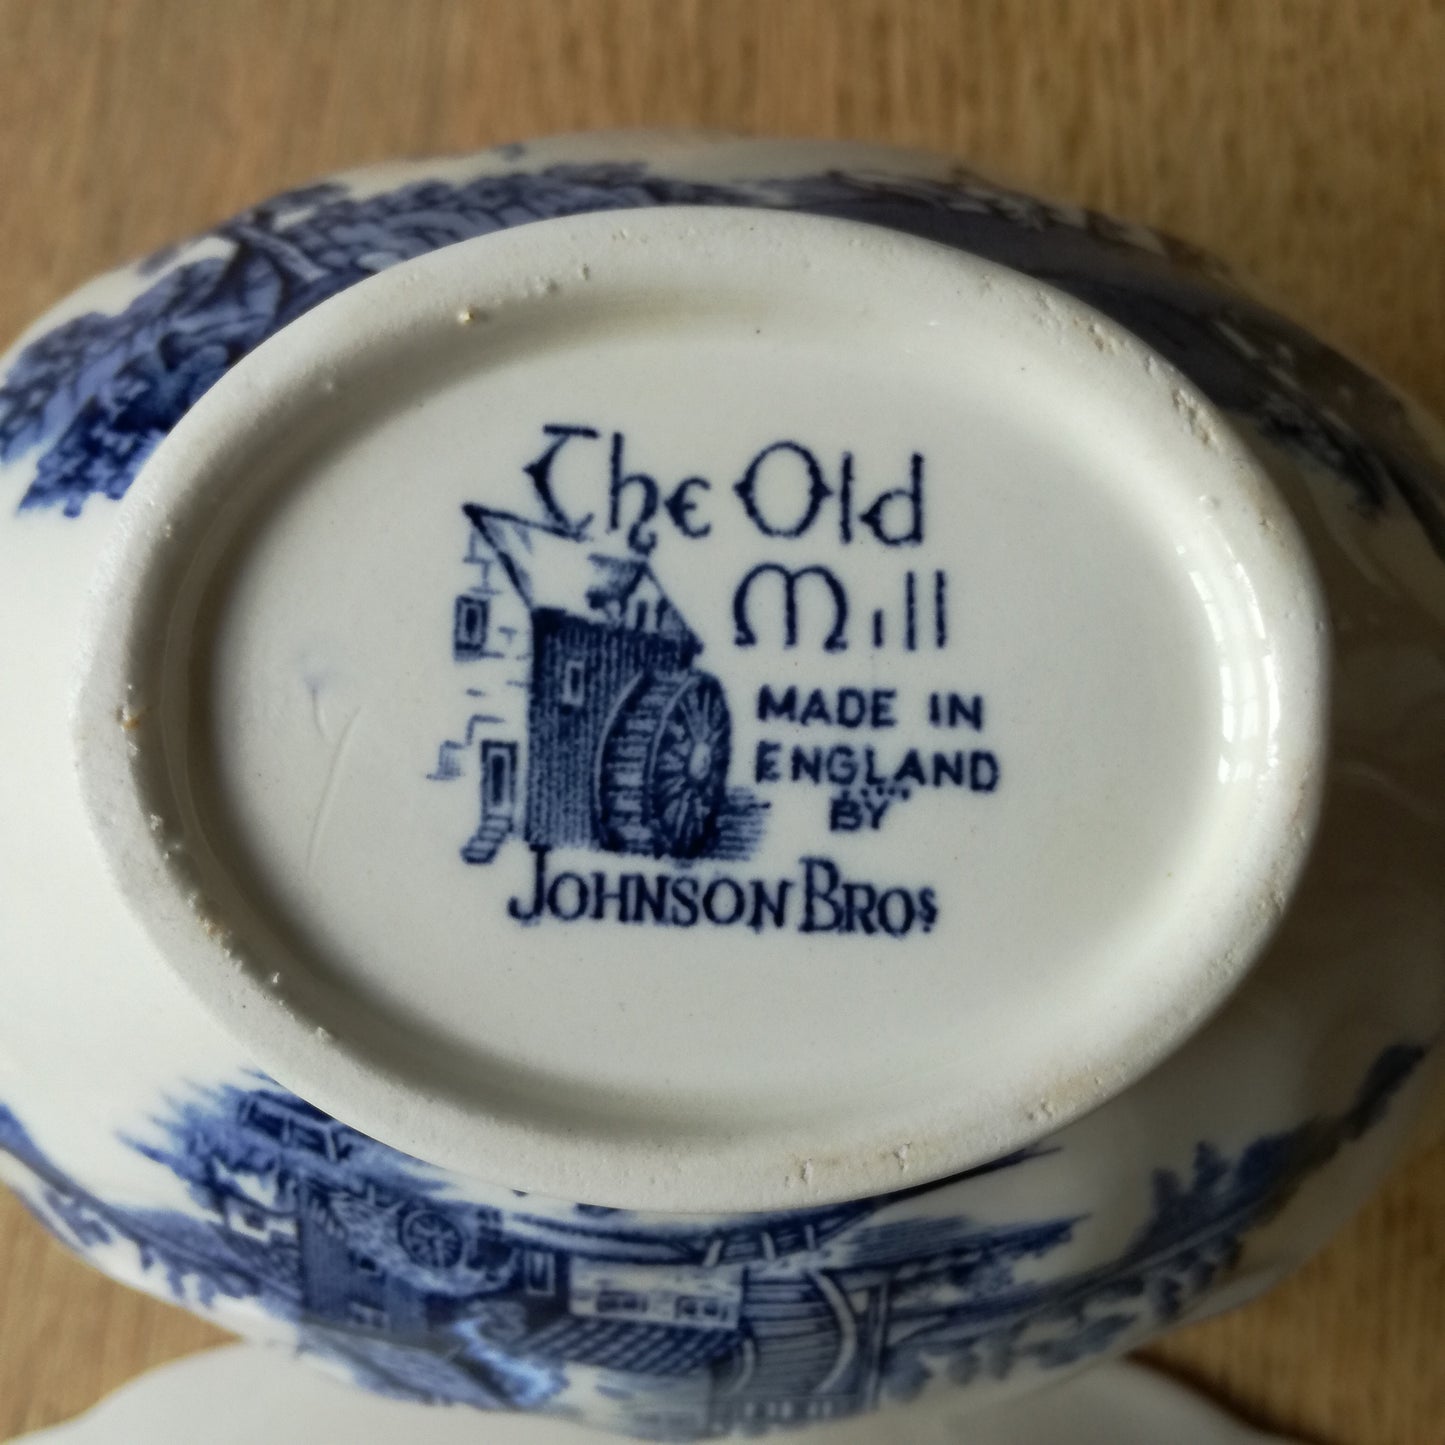 The Old
Mill
MADE IN
ENGLAND
BY
JOHNSON BROS